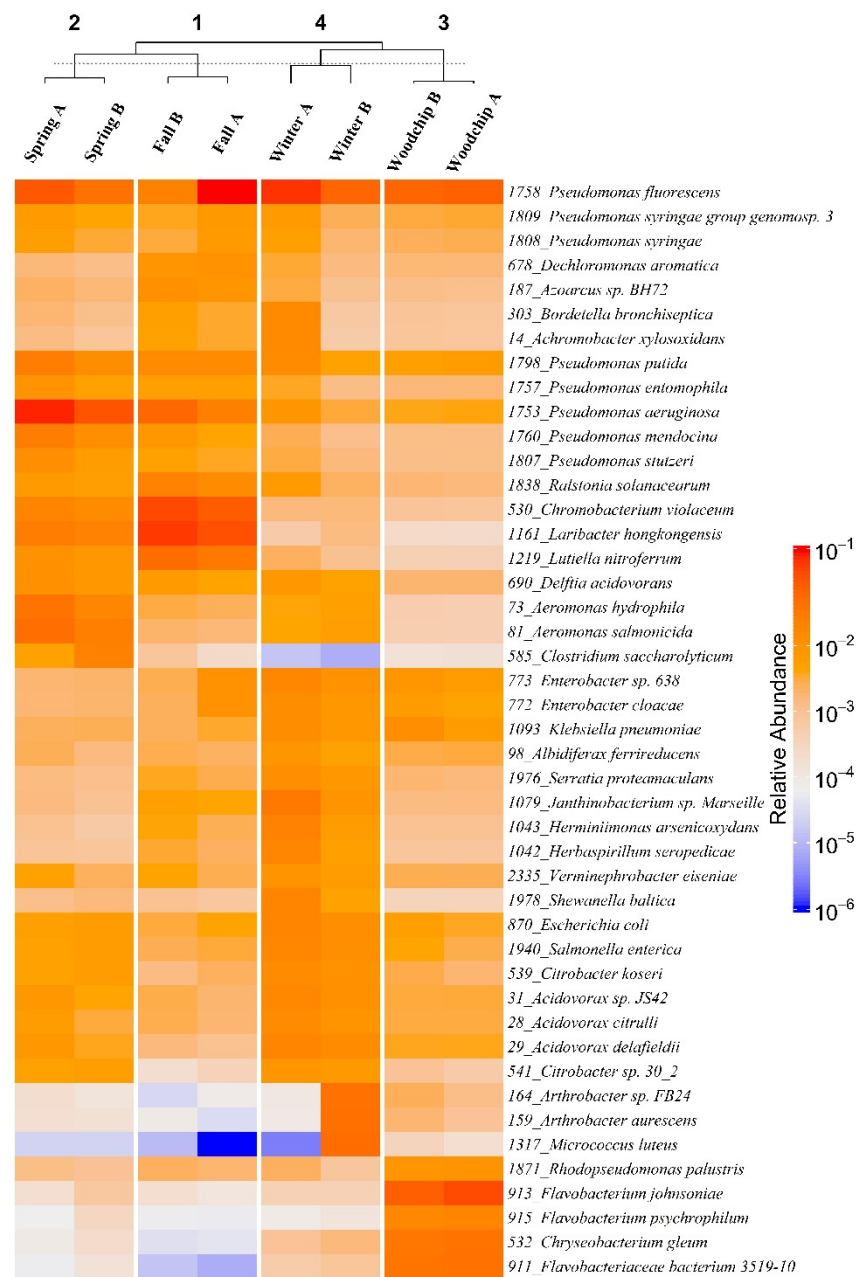 2 1 4 3
Spring A Spring B Fall B Fall A Winter A Winter B Woodchip B Woodchip A
1758_Pseudomonas fluorescens
1809_Pseudomonas syringae group genomosp. 3
1808_Pseudomonas syringae
678_Dechloromonas aromatica
187_Azoarcus sp. BH72
303_Bordetella bronchiseptica
14_Achromobacter xylosoxidans
1798_Pseudomonas putida
1757_Pseudomonas entomophila
1753_Pseudomonas aeruginosa
1760_Pseudomonas mendocina
1807_Pseudomonas stutzeri
1838_Ralstonia solanacearum
530_Chromobacterium violaceum
1161_Laribacter hongkongensis
1219_Lutiella nitroferrum
690_Delftia acidovorans
73_Aeromonas hydrophila
81_Aeromonas salmonicida
585_Clostridium saccharolyticum
773_Enterobacter sp. 638
772_Enterobacter cloacae
1093_Klebsiella pneumoniae
98_Albidiferax ferrireducens
1976_Serratia proteamaculans
1079_Janthinobacterium sp. Marseille
1043_Herminiimonas arsenicoxydans
1042_Herbaspirillum seropedicae
2335_Verminephrobacter eiseniae
1978_Shewanella baltica
870_Escherichia coli
1940_Salmonella enterica
539_Citrobacter koseri
31_Acidovorax sp. JS42
28_Acidovorax citrulli
29_Acidovorax delafieldii
541_Citrobacter sp. 30_2
164_Arthrobacter sp. FB24
159_Arthrobacter aurescens
1317_Micrococcus luteus
1871_Rhodopseudomonas palustris
913_Flavobacterium johnsoniae
915_Flavobacterium psychrophilum
532_Chryseobacterium gleum
911_Flavobacteriaceae bacterium 3519-10
Relative Abundance
10⁻¹
10⁻²
10⁻³
10⁻⁴
10⁻⁵
10⁻⁶